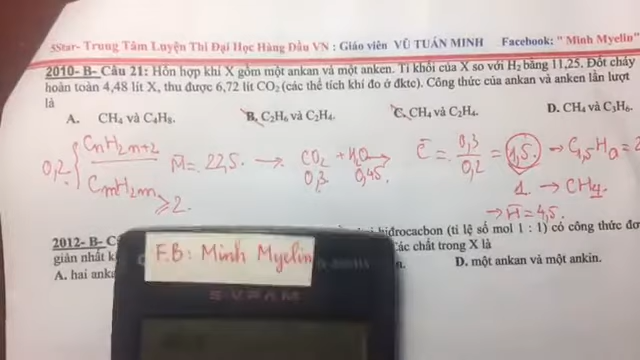 5Star- Trung Tâm Luyện Thi Đại Học Hàng Đầu VN : Giáo viên VŨ TUẤN MINH Facebook: " Minh Myelin"
2010- B- Câu 21: Hỗn hợp khí X gồm một ankan và một anken. Tỉ khối của X so với H2 bằng 11,25. Đốt cháy
hoàn toàn 4,48 lít X, thu được 6,72 lít CO2 (các thể tích khí đo ở đktc). Công thức của ankan và anken lần lượt
là
A. CH4 và C4H8. B. C2H6 và C2H4. C. CH4 và C2H4. D. CH4 và C3H6.
0,2 { CnH2n+2 M̄ = 22,5. → CO2 + H2O C̄ = 0,3/0,2 = 1,5. → C1,5H
CmH2m 0,3 0,45.
≥2. 1. → CH4.
→ H̄ = 4,5.
2012- B- hiđrocacbon (tỉ lệ số mol 1 : 1) có công thức đơ
giản nhất Các chất trong X là
A. hai anka D. một ankan và một ankin.
F.B: Minh Myelin